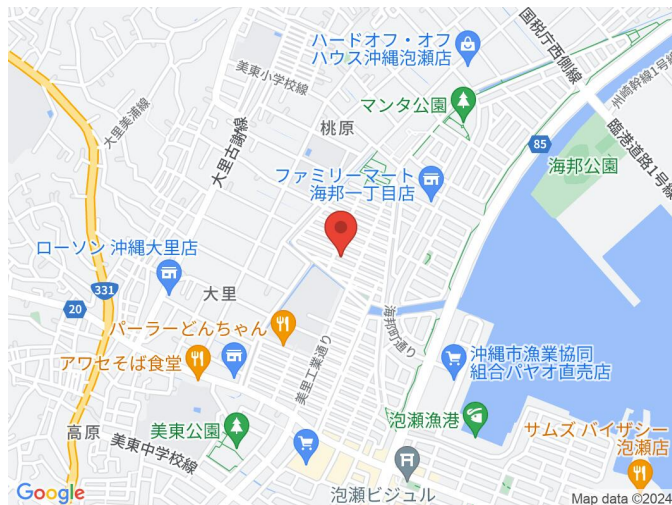 ハードオフ・オフ
ハウス沖縄泡瀬店
国税庁西側線
州崎幹線1号線
美東小学校線
マンタ公園
大里美浦線
桃原
大里古謝線
臨港道路1号線
85
海邦公園
ファミリーマート
海邦一丁目店
ローソン 沖縄大里店
331
大里
20
パーラーどんちゃん
海邦町通り
美里工業通り
アワセそば食堂
沖縄市漁業協同
組合パヤオ直売店
高原
美東公園
泡瀬漁港
美東中学校線
サムズ バイザシー
泡瀬店
泡瀬ビジュル
Google
Map data ©2024